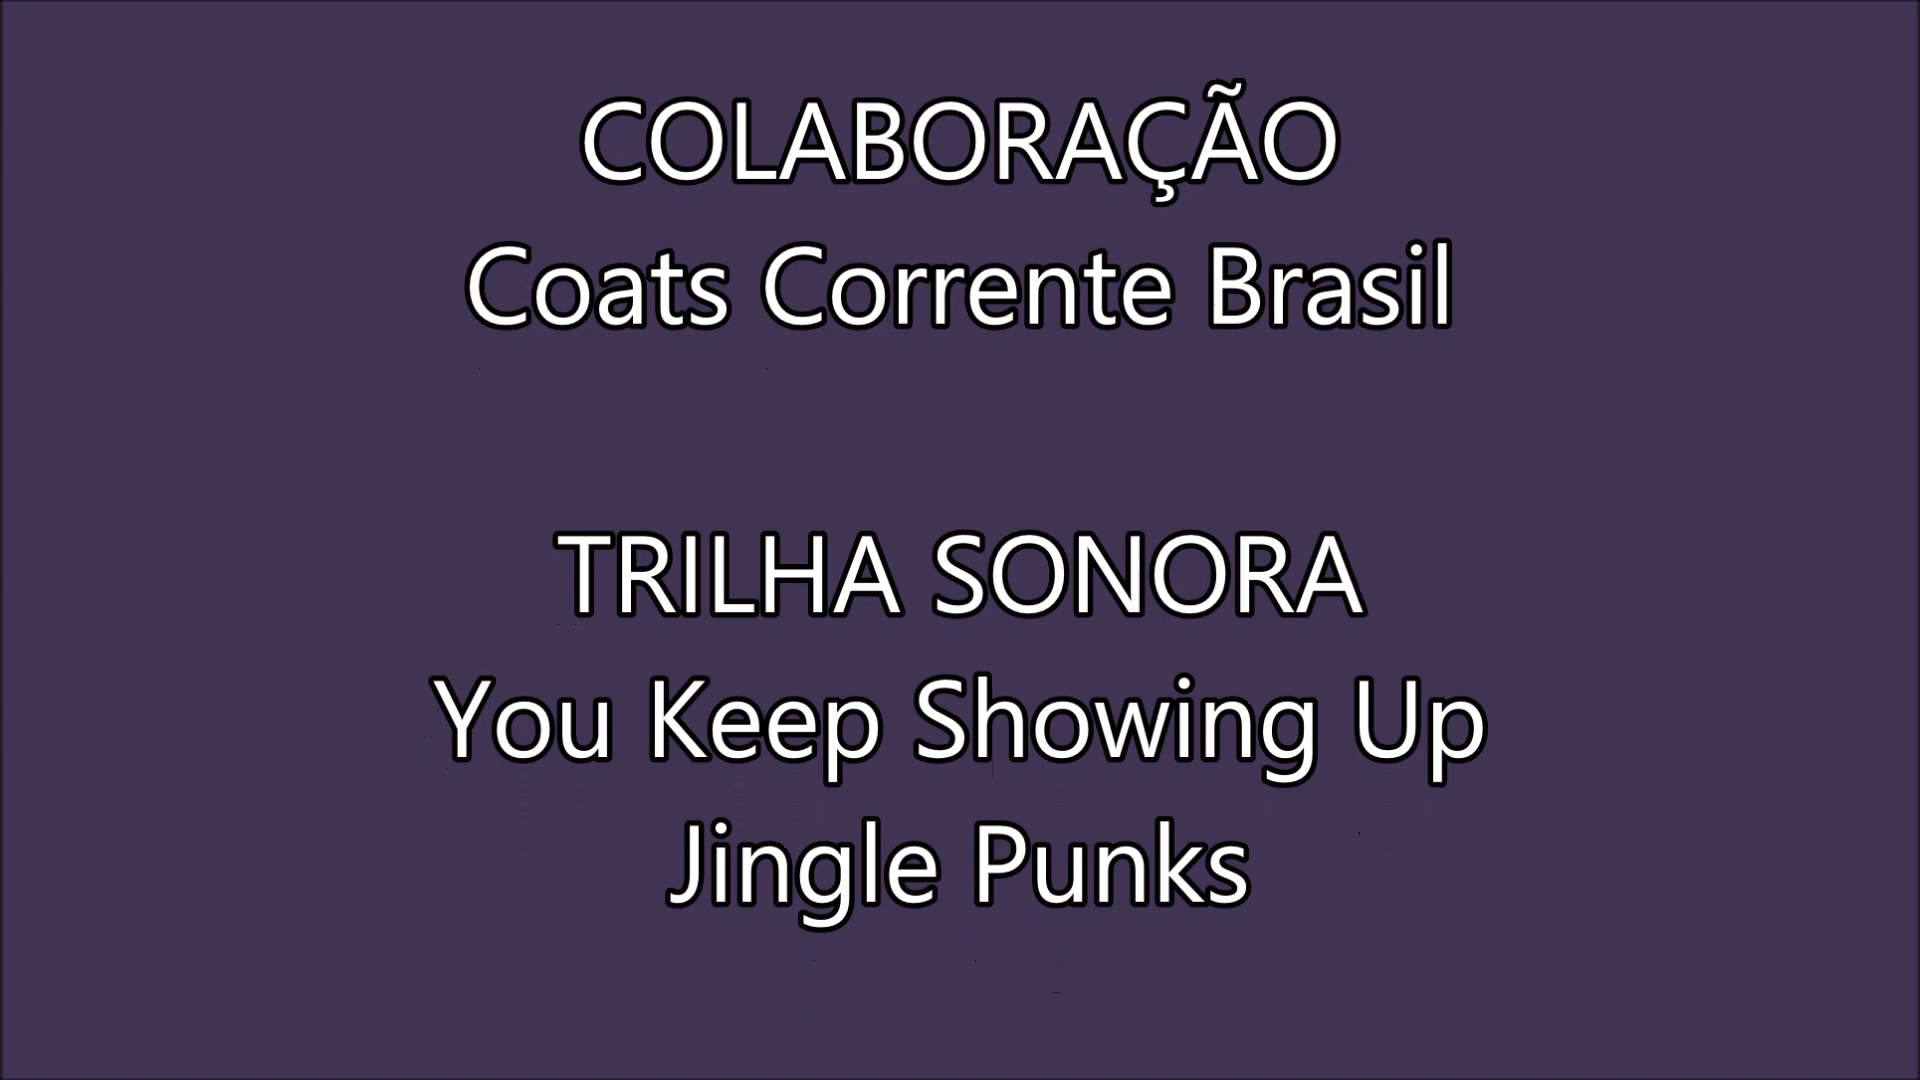 COLABORAÇÃO
Coats Corrente Brasil
TRILHA SONORA
You Keep Showing Up
Jingle Punks